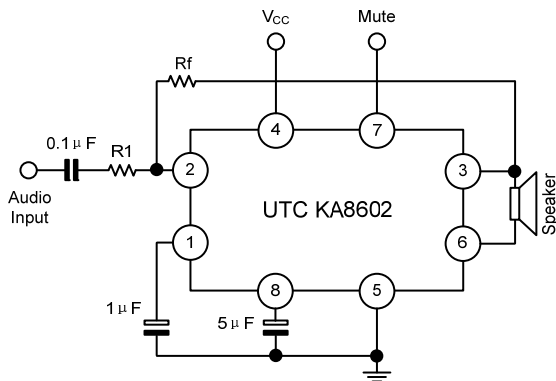 VCC
Mute
Rf
4
7
0.1μF
R1
2
3
Audio
Input
UTC KA8602
Speaker
1
6
8
5
1μF
5μF